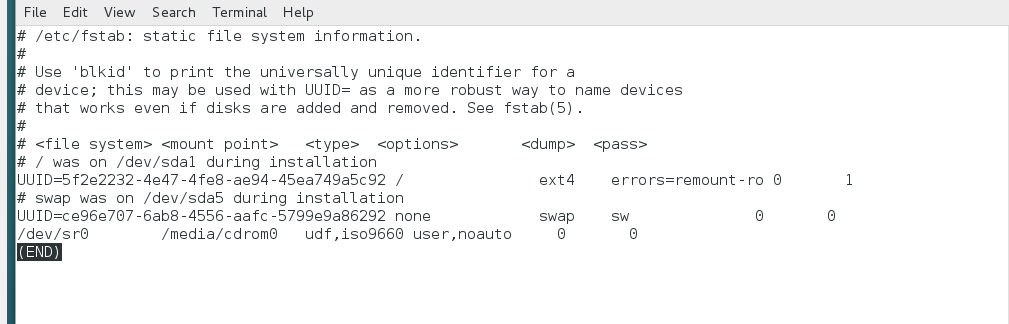 File Edit View Search Terminal Help
# /etc/fstab: static file system information.
#
# Use 'blkid' to print the universally unique identifier for a
# device; this may be used with UUID= as a more robust way to name devices
# that works even if disks are added and removed. See fstab(5).
#
# <file system> <mount point>   <type>  <options>       <dump>  <pass>
# / was on /dev/sda1 during installation
UUID=5f2e2232-4e47-4fe8-ae94-45ea749a5c92 /               ext4    errors=remount-ro 0       1
# swap was on /dev/sda5 during installation
UUID=ce96e707-6ab8-4556-aafc-5799e9a86292 none            swap    sw              0       0
/dev/sr0        /media/cdrom0   udf,iso9660 user,noauto     0       0
(END)